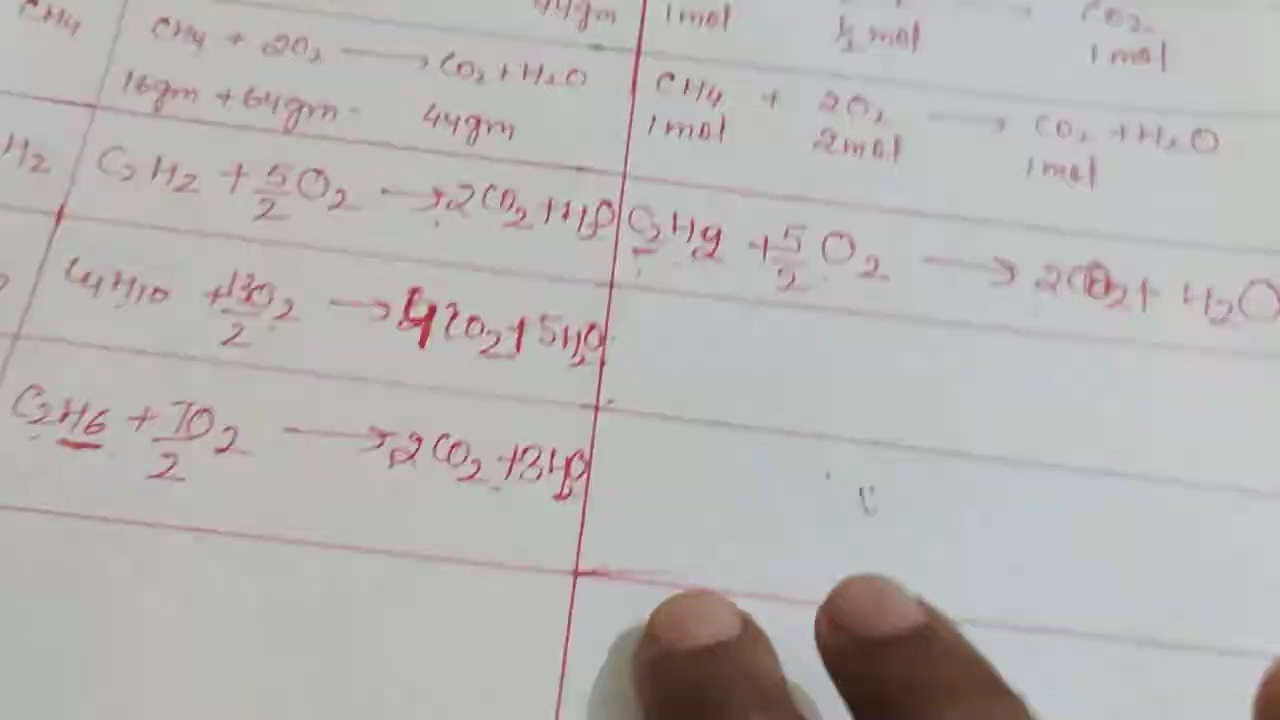 44gm 1mol ½ mol CO2 1mol
CH4 CH4 + 2O2 → CO2 + H2O
16gm + 64gm 44gm
CH4 + 2O2 → CO2 + H2O
1mol 2mol 1mol
H2 C2H2 + 5/2 O2 → 2CO2 + H2O
C2H2 + 5/2 O2 → 2CO2 + H2O
C4H10 + 13/2 O2 → 4CO2 + 5H2O
C2H6 + 7/2 O2 → 2CO2 + 3H2O